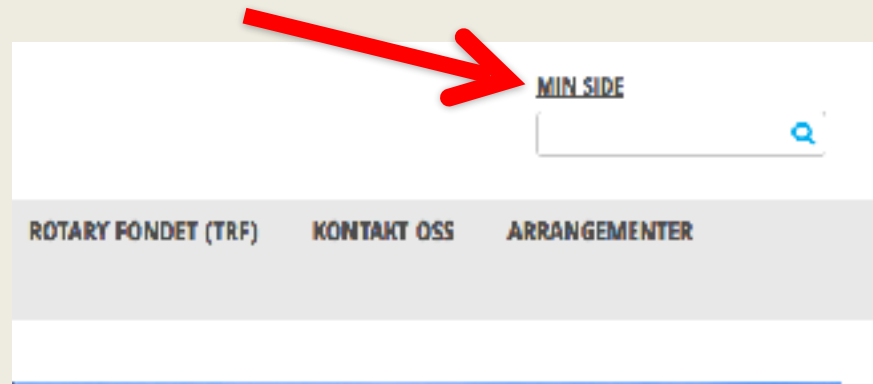 MIN SIDE
ROTARY FONDET (TRF) KONTAKT OSS ARRANGEMENTER